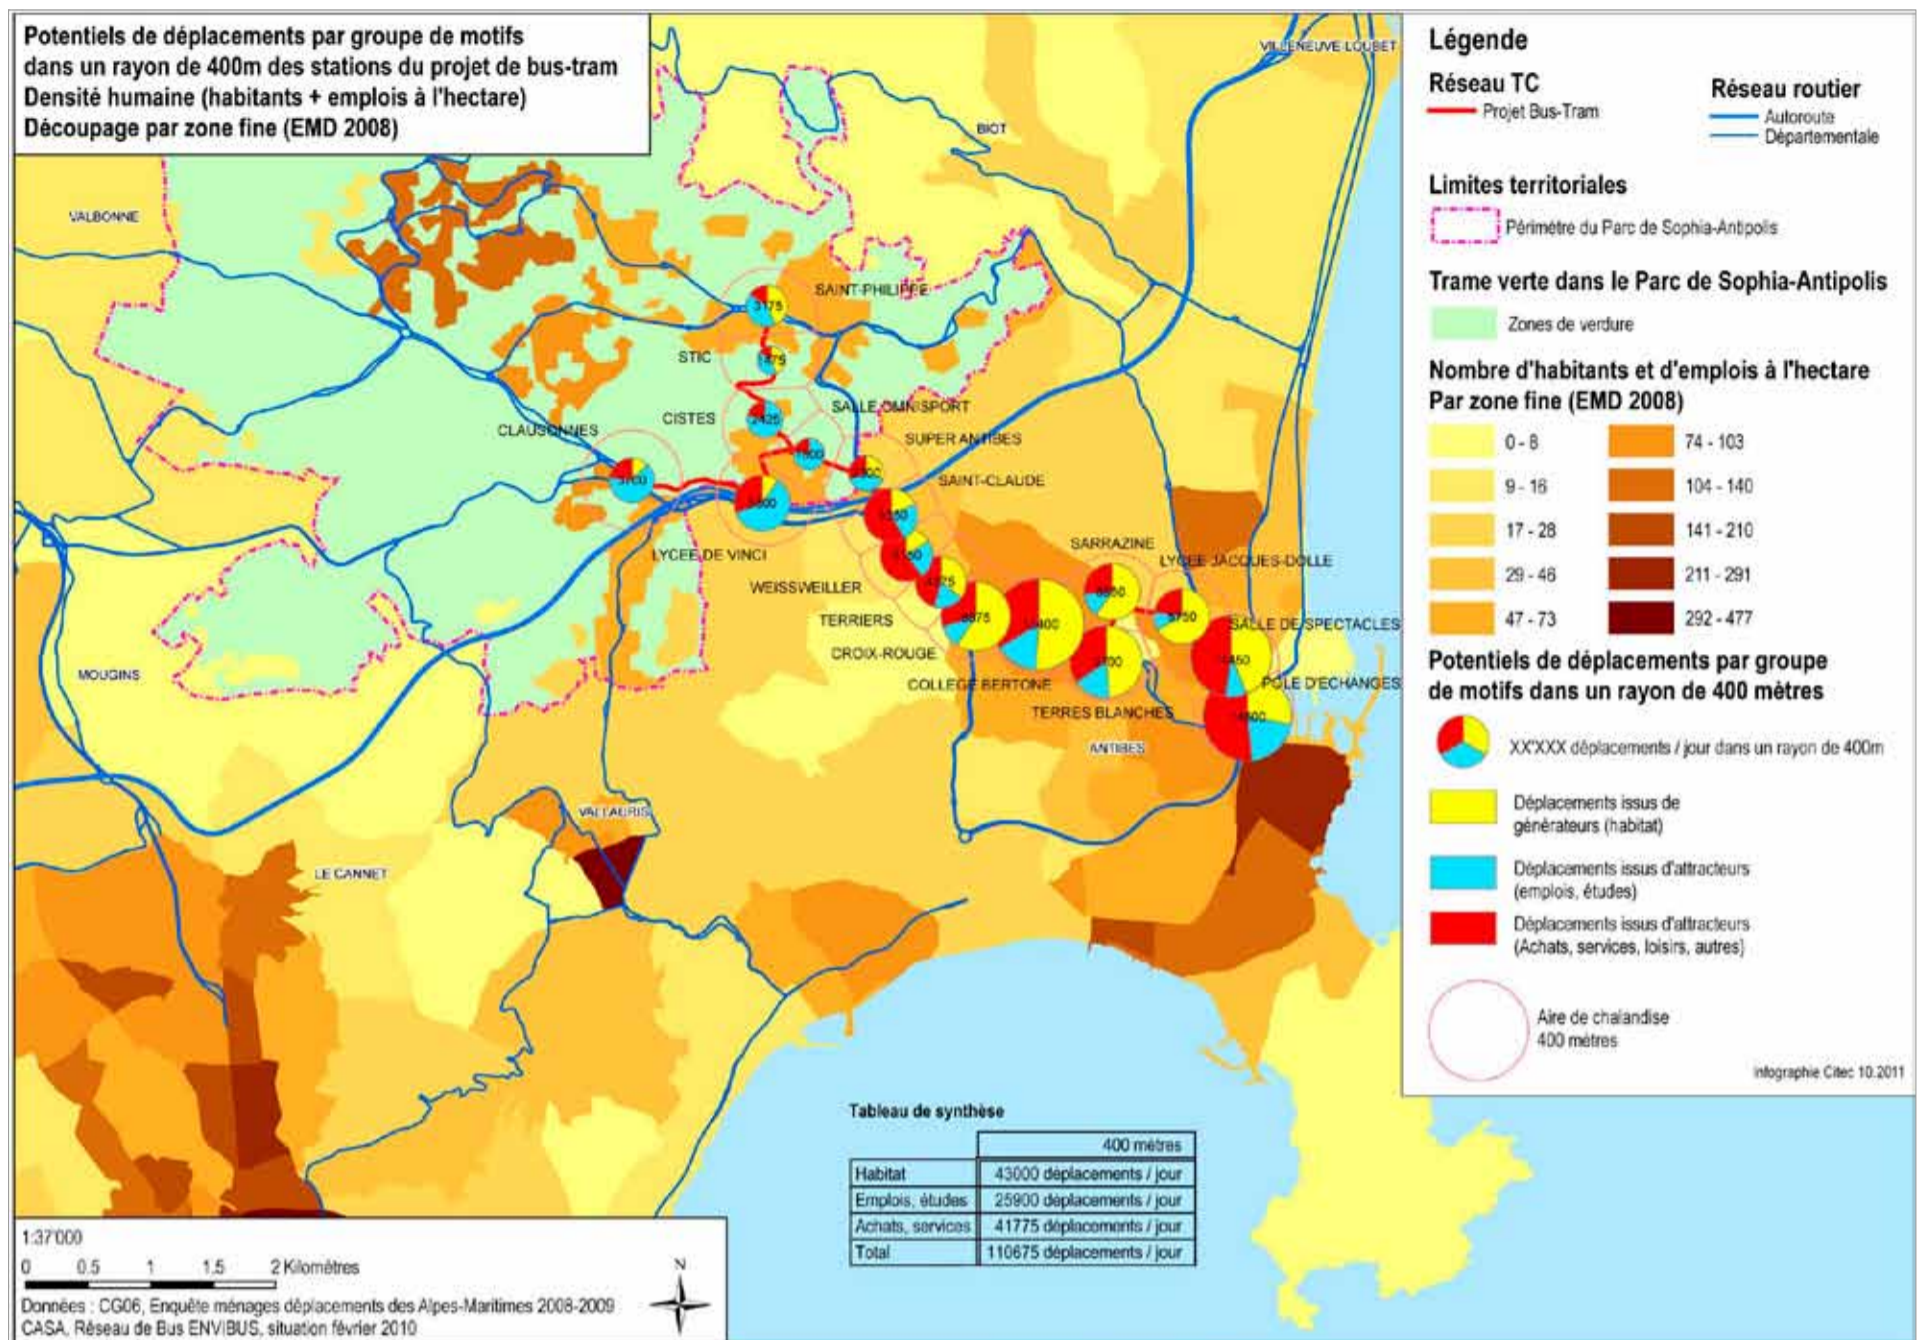 Potentiels de déplacements par groupe de motifs
dans un rayon de 400m des stations du projet de bus-tram
Densité humaine (habitants + emplois à l'hectare)
Découpage par zone fine (EMD 2008)
VILLENEUVE-LOUBET
BIOT
VALBONNE
SAINT-PHILIPPE
3175
STIC
1475
CISTES
2425
SALLE OMNISPORT
CLAUSONNES
SUPER ANTIBES
3700
SAINT-CLAUDE
LYCEE DE VINCI
SARRAZINE
LYCEE JACQUES-DOLLE
WEISSWEILLER
TERRIERS
SALLE DE SPECTACLES
5750
CROIX-ROUGE
MOUGINS
COLLEGE BERTONE
POLE D'ECHANGES
TERRES BLANCHES
ANTIBES
VALLAURIS
LE CANNET
Légende
Réseau TC
Projet Bus-Tram
Réseau routier
Autoroute
Départementale
Limites territoriales
Périmètre du Parc de Sophia-Antipolis
Trame verte dans le Parc de Sophia-Antipolis
Zones de verdure
Nombre d'habitants et d'emplois à l'hectare
Par zone fine (EMD 2008)
0 - 8
9 - 16
17 - 28
29 - 46
47 - 73
74 - 103
104 - 140
141 - 210
211 - 291
292 - 477
Potentiels de déplacements par groupe
de motifs dans un rayon de 400 mètres
XX'XXX déplacements / jour dans un rayon de 400m
Déplacements issus de
générateurs (habitat)
Déplacements issus d'attracteurs
(emplois, études)
Déplacements issus d'attracteurs
(Achats, services, loisirs, autres)
Aire de chalandise
400 mètres
Infographie Citec 10.2011
Tableau de synthèse
400 mètres
Habitat 43000 déplacements / jour
Emplois, études 25900 déplacements / jour
Achats, services 41775 déplacements / jour
Total 110675 déplacements / jour
1:37'000
0 0.5 1 1.5 2 Kilomètres
N
Données : CG06, Enquête ménages déplacements des Alpes-Maritimes 2008-2009
CASA, Réseau de Bus ENVIBUS, situation février 2010